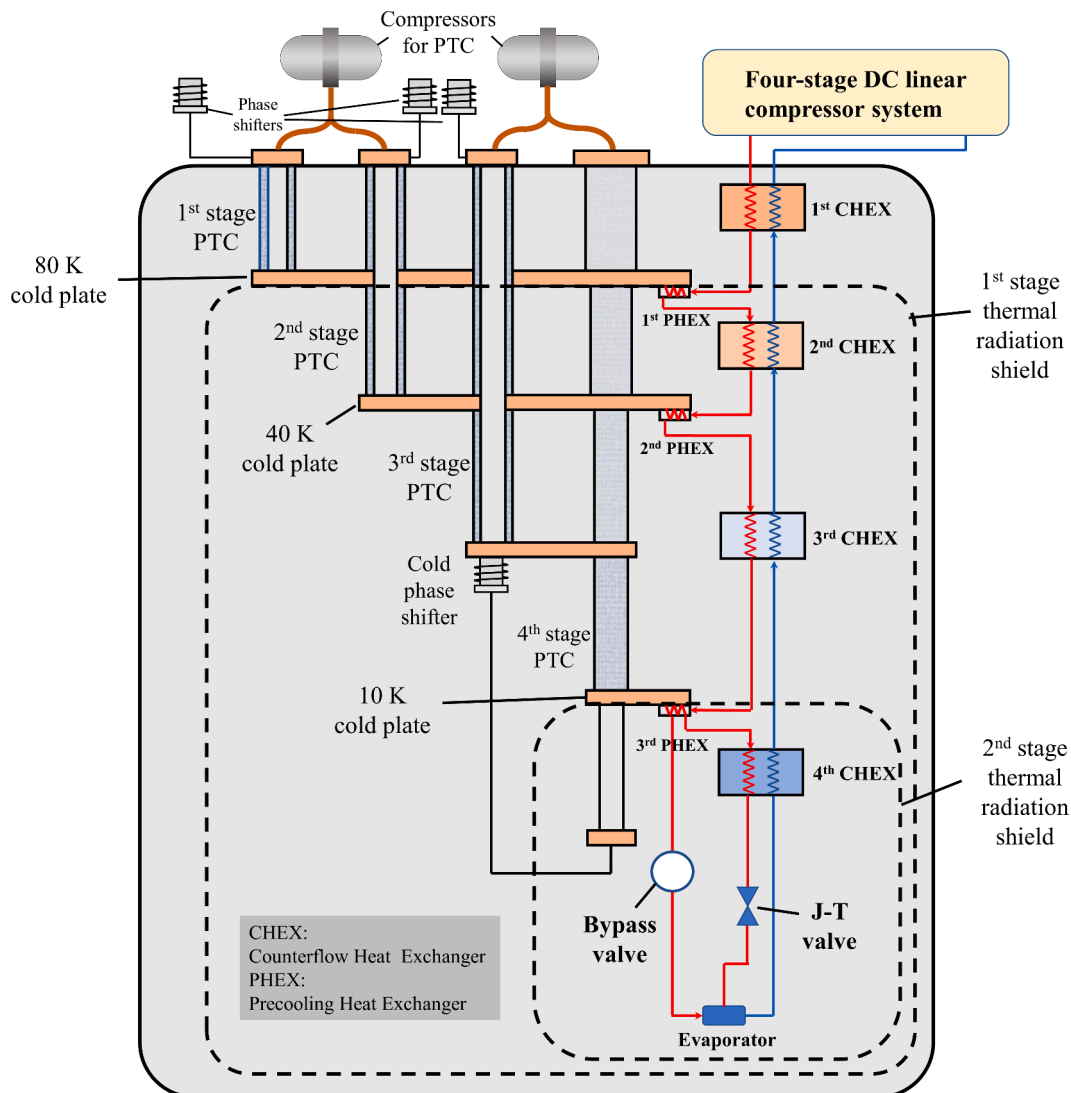 Compressors
for PTC
Four-stage DC linear
compressor system
Phase
shifters
1st stage
PTC
1st CHEX
80 K
cold plate
1st stage
thermal
radiation
shield
1st PHEX
2nd stage
PTC
2nd CHEX
40 K
cold plate
2nd PHEX
3rd stage
PTC
3rd CHEX
Cold
phase
shifter
4th stage
PTC
10 K
cold plate
3rd PHEX
4th CHEX
2nd stage
thermal
radiation
shield
Bypass
valve
J-T
valve
CHEX:
Counterflow Heat Exchanger
PHEX:
Precooling Heat Exchanger
Evaporator